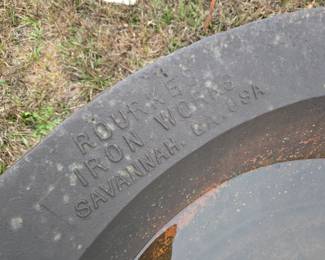 ROURKE
IRON WORKS
SAVANNAH, GA. USA